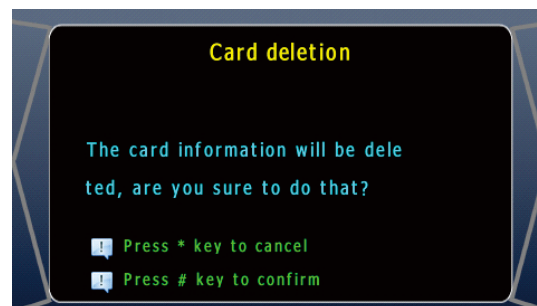 Card deletion
The card information will be dele
ted, are you sure to do that?
Press * key to cancel
Press # key to confirm